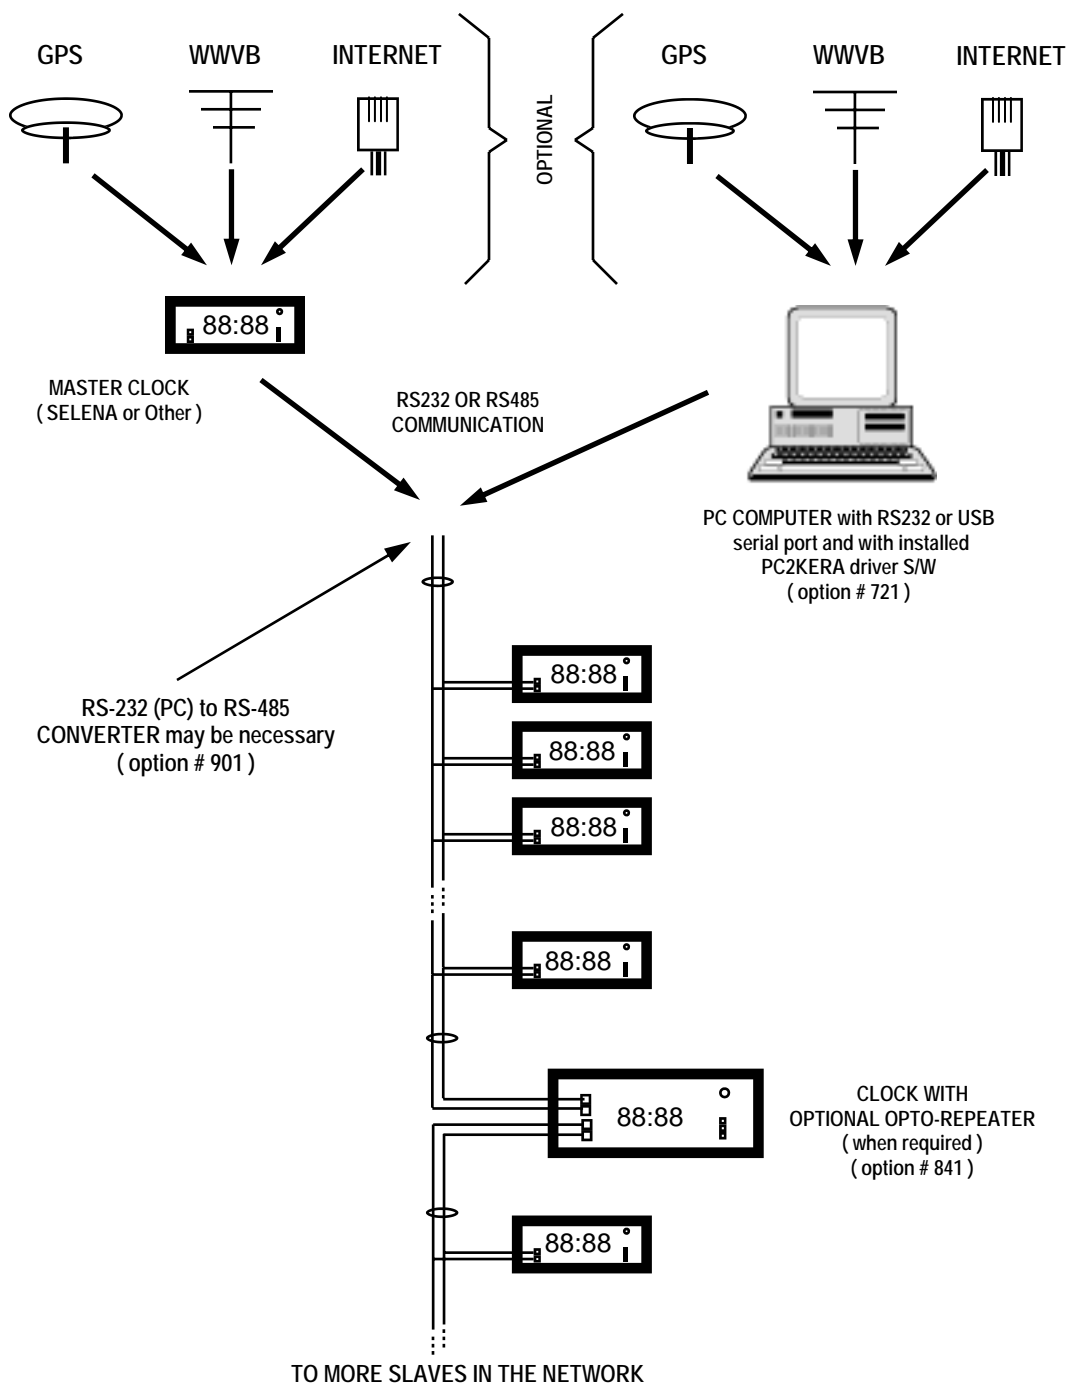 GPS
WWVB
INTERNET
OPTIONAL
GPS
WWVB
INTERNET
88:88
MASTER CLOCK
( SELENA or Other )
RS232 OR RS485
COMMUNICATION
PC COMPUTER with RS232 or USB
serial port and with installed
PC2KERA driver S/W
( option # 721 )
RS-232 (PC) to RS-485
CONVERTER may be necessary
( option # 901 )
88:88
88:88
88:88
88:88
88:88
CLOCK WITH
OPTIONAL OPTO-REPEATER
( when required )
( option # 841 )
88:88
TO MORE SLAVES IN THE NETWORK